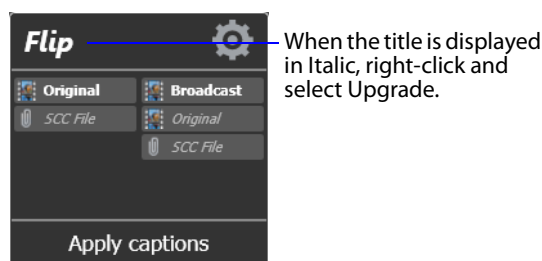 Flip
When the title is displayed
in Italic, right-click and
select Upgrade.
Original
SCC File
Broadcast
Original
SCC File
Apply captions